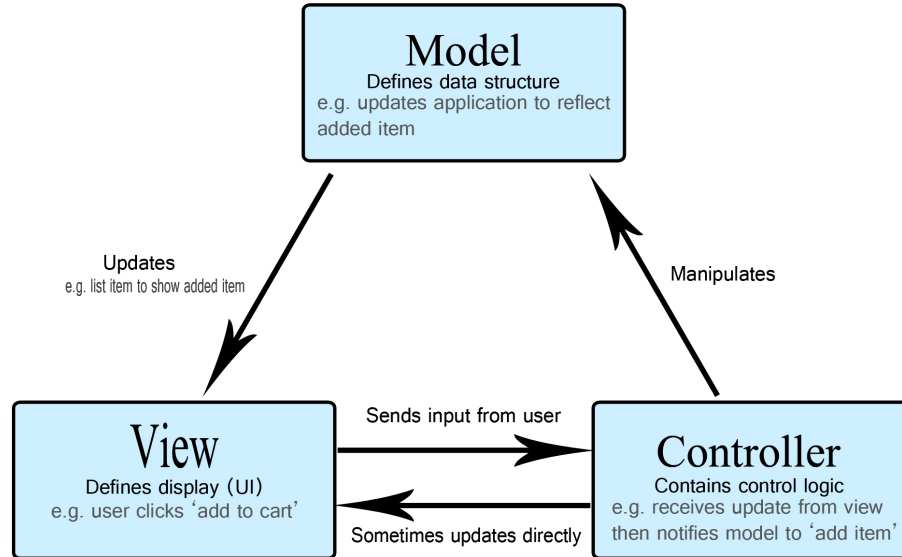 Model
Defines data structure
e.g. updates application to reflect
added item
Updates
e.g. list item to show added item
Manipulates
View
Defines display (UI)
e.g. user clicks ‘add to cart’
Sends input from user
Sometimes updates directly
Controller
Contains control logic
e.g. receives update from view
then notifies model to ‘add item’